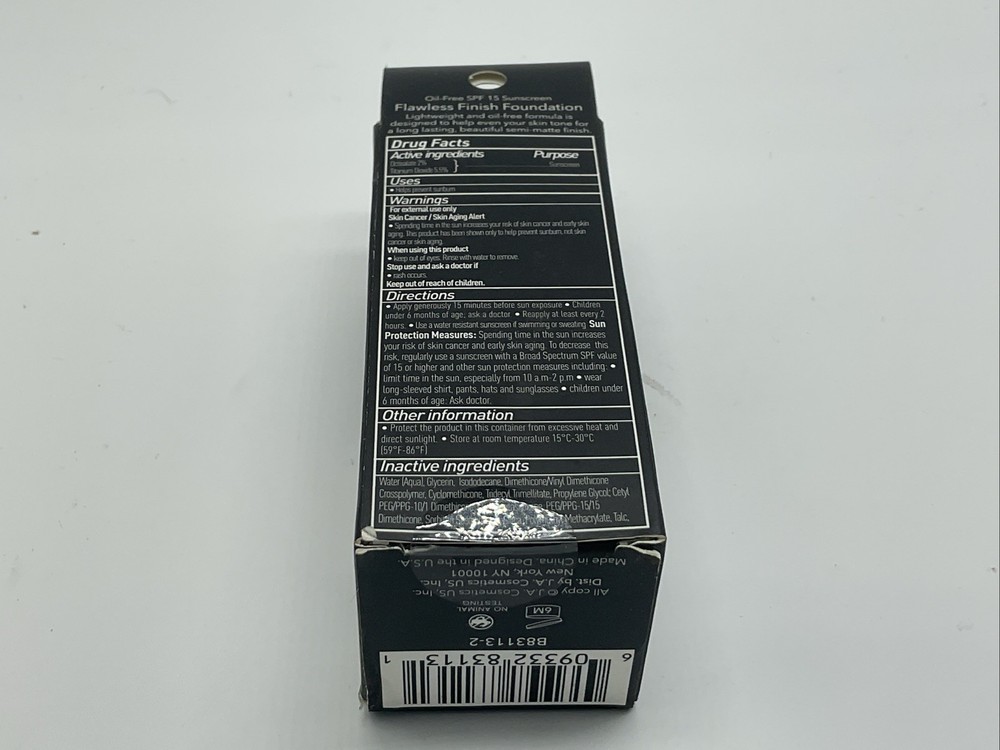 Oil-Free SPF 15 Sunscreen
Flawless Finish Foundation
Lightweight and oil-free formula is
designed to help even your skin tone for
a long lasting, beautiful semi-matte finish.
Drug Facts
Active ingredients Purpose
Octisalate 2% Sunscreen
Titanium Dioxide 5.5%
Uses
• Helps prevent sunburn
Warnings
For external use only
Skin Cancer / Skin Aging Alert
• Spending time in the sun increases your risk of skin cancer and early skin
aging. This product has been shown only to help prevent sunburn, not skin
cancer or skin aging.
When using this product
• keep out of eyes. Rinse with water to remove.
Stop use and ask a doctor if
• rash occurs.
Keep out of reach of children.
Directions
• Apply generously 15 minutes before sun exposure • Children
under 6 months of age: ask a doctor • Reapply at least every 2
hours. • Use a water resistant sunscreen if swimming or sweating Sun
Protection Measures: Spending time in the sun increases
your risk of skin cancer and early skin aging. To decrease this
risk, regularly use a sunscreen with a Broad Spectrum SPF value
of 15 or higher and other sun protection measures including: •
limit time in the sun, especially from 10 a.m-2 p.m • wear
long-sleeved shirt, pants, hats and sunglasses • children under
6 months of age: Ask doctor.
Other information
• Protect the product in this container from excessive heat and
direct sunlight. • Store at room temperature 15°C-30°C
(59°F-86°F)
Inactive ingredients
Water (Aqua), Glycerin, Isododecane, Dimethicone/Vinyl Dimethicone
Crosspolymer, Cyclomethicone, Tridecyl Trimellitate, Propylene Glycol; Cetyl
PEG/PPG-10/1 PEG/PPG-15/15
Dimethicone, Methacrylate, Talc,
Made in China. Designed in the U.S.A.
New York, NY 10001
Dist. by J.A. Cosmetics US, Inc.
All copy © J.A. Cosmetics US, Inc.
NO ANIMAL
TESTING
6M
B83113-2
6 09332 83113 1